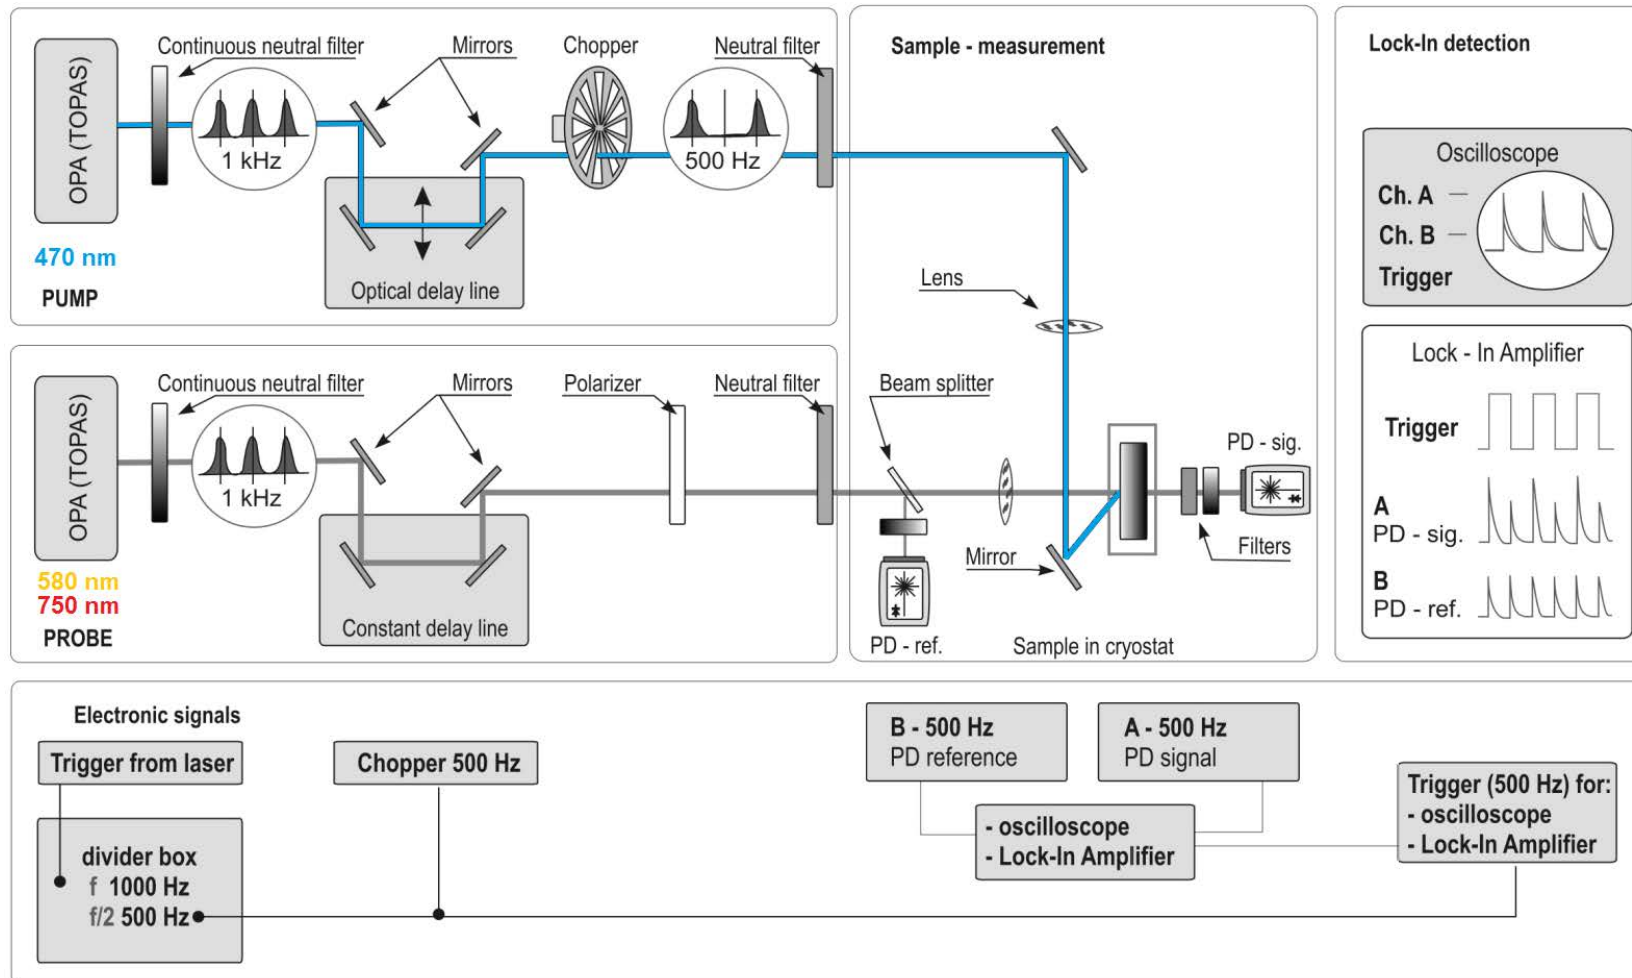 OPA (TOPAS)
Continuous neutral filter
Mirrors
Chopper
Neutral filter
1 kHz
500 Hz
Optical delay line
470 nm
PUMP
OPA (TOPAS)
Continuous neutral filter
Mirrors
Polarizer
Neutral filter
1 kHz
Constant delay line
580 nm
750 nm
PROBE
Sample - measurement
Lens
Beam splitter
PD - sig.
Mirror
Filters
PD - ref.
Sample in cryostat
Lock-In detection
Oscilloscope
Ch. A
Ch. B
Trigger
Lock - In Amplifier
Trigger
A
PD - sig.
B
PD - ref.
Electronic signals
Trigger from laser
Chopper 500 Hz
divider box
f 1000 Hz
f/2 500 Hz
B - 500 Hz
PD reference
A - 500 Hz
PD signal
- oscilloscope
- Lock-In Amplifier
Trigger (500 Hz) for:
- oscilloscope
- Lock-In Amplifier